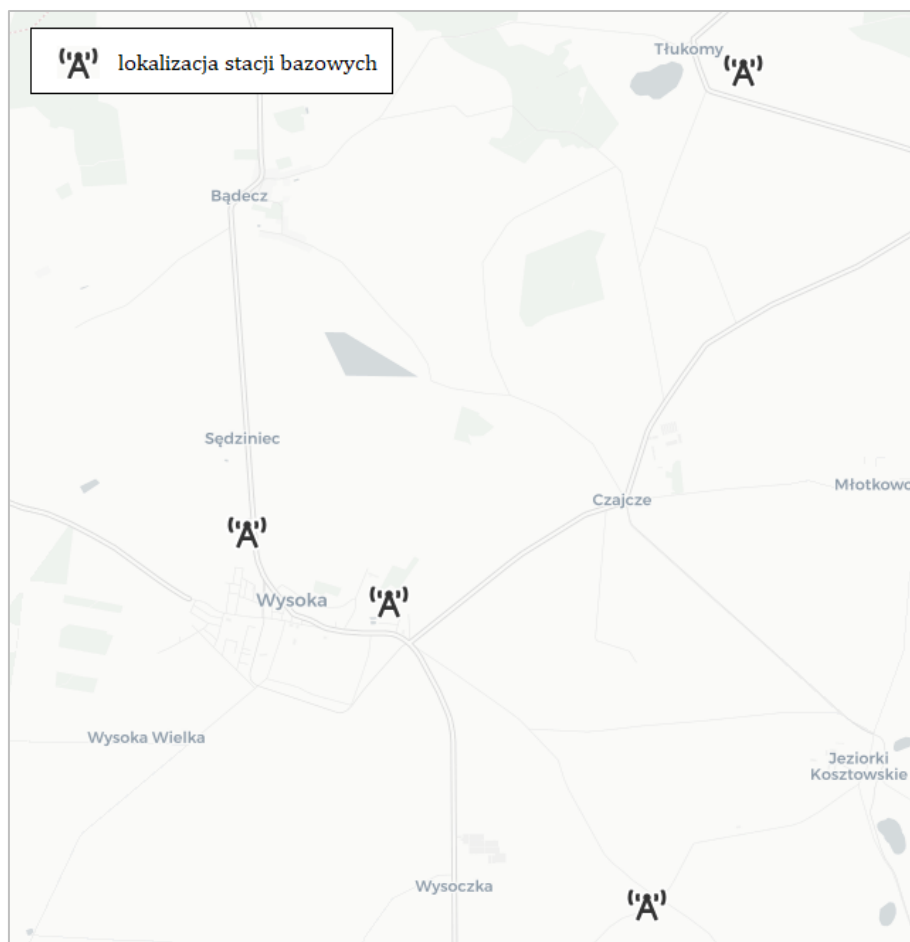 lokalizacja stacji bazowych
Tłukomy
Bądecz
Sędziniec
Czajcze
Młotkowo
Wysoka
Wysoka Wielka
Jeziorki
Kosztowskie
Wysoczka